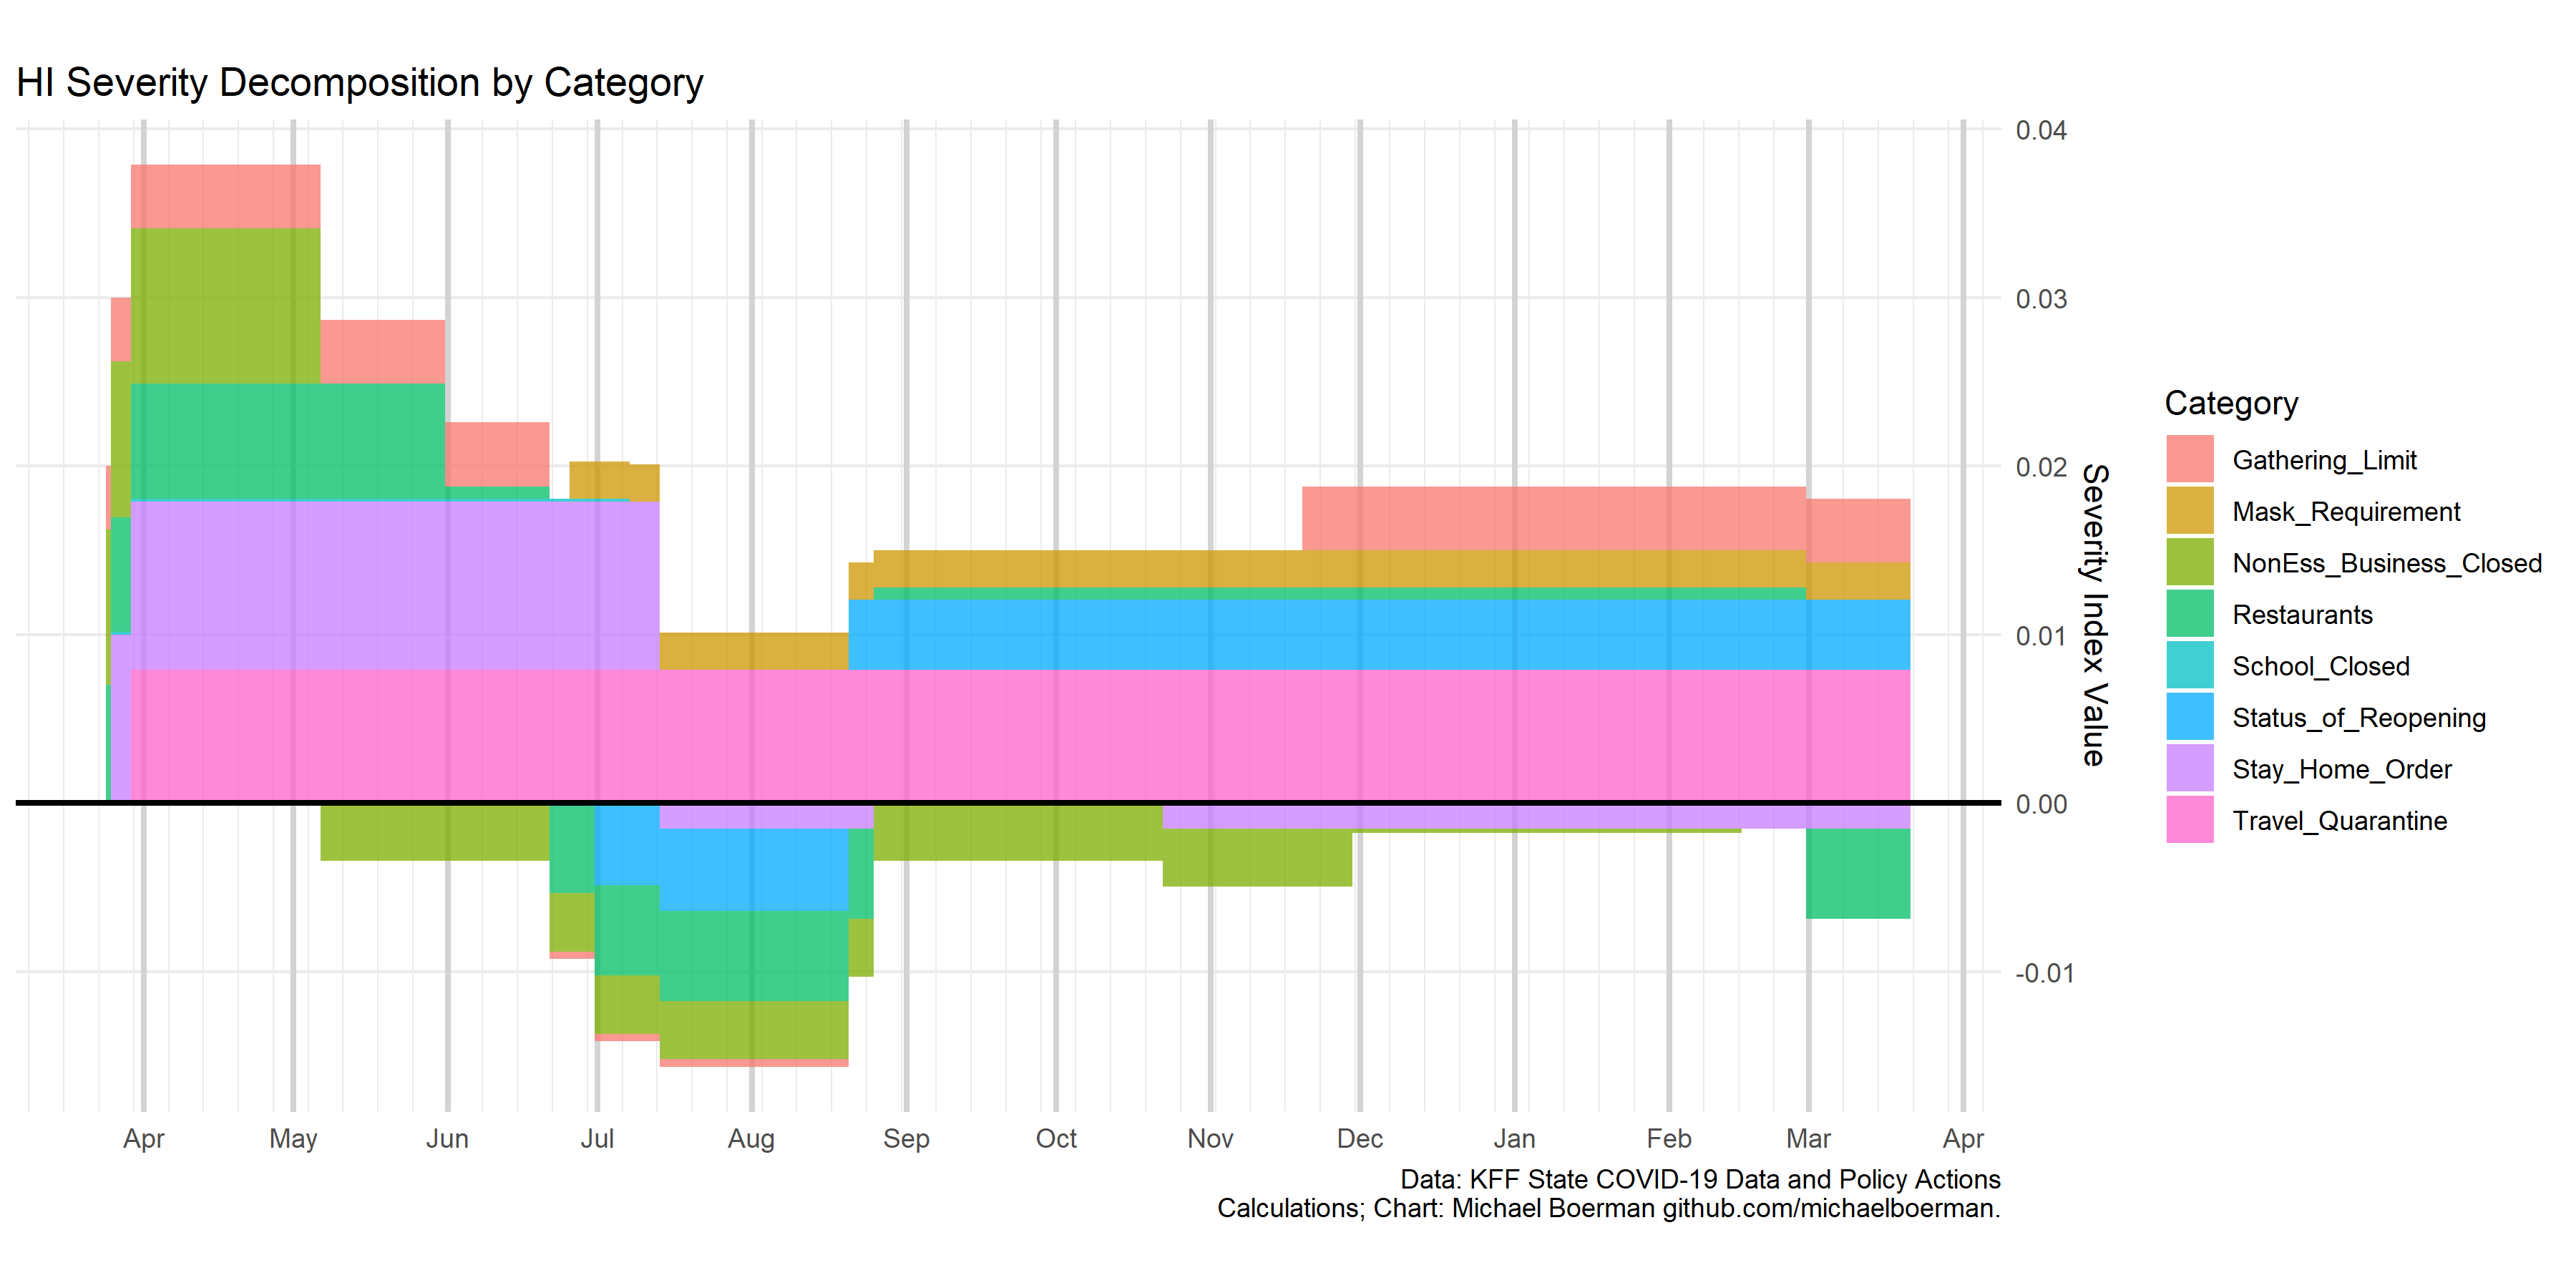 HI Severity Decomposition by Category
0.04
0.03
0.02
0.01
0.00
-0.01
Severity Index Value
Category
Gathering_Limit
Mask_Requirement
NonEss_Business_Closed
Restaurants
School_Closed
Status_of_Reopening
Stay_Home_Order
Travel_Quarantine
Apr May Jun Jul Aug Sep Oct Nov Dec Jan Feb Mar Apr
Data: KFF State COVID-19 Data and Policy Actions
Calculations; Chart: Michael Boerman github.com/michaelboerman.